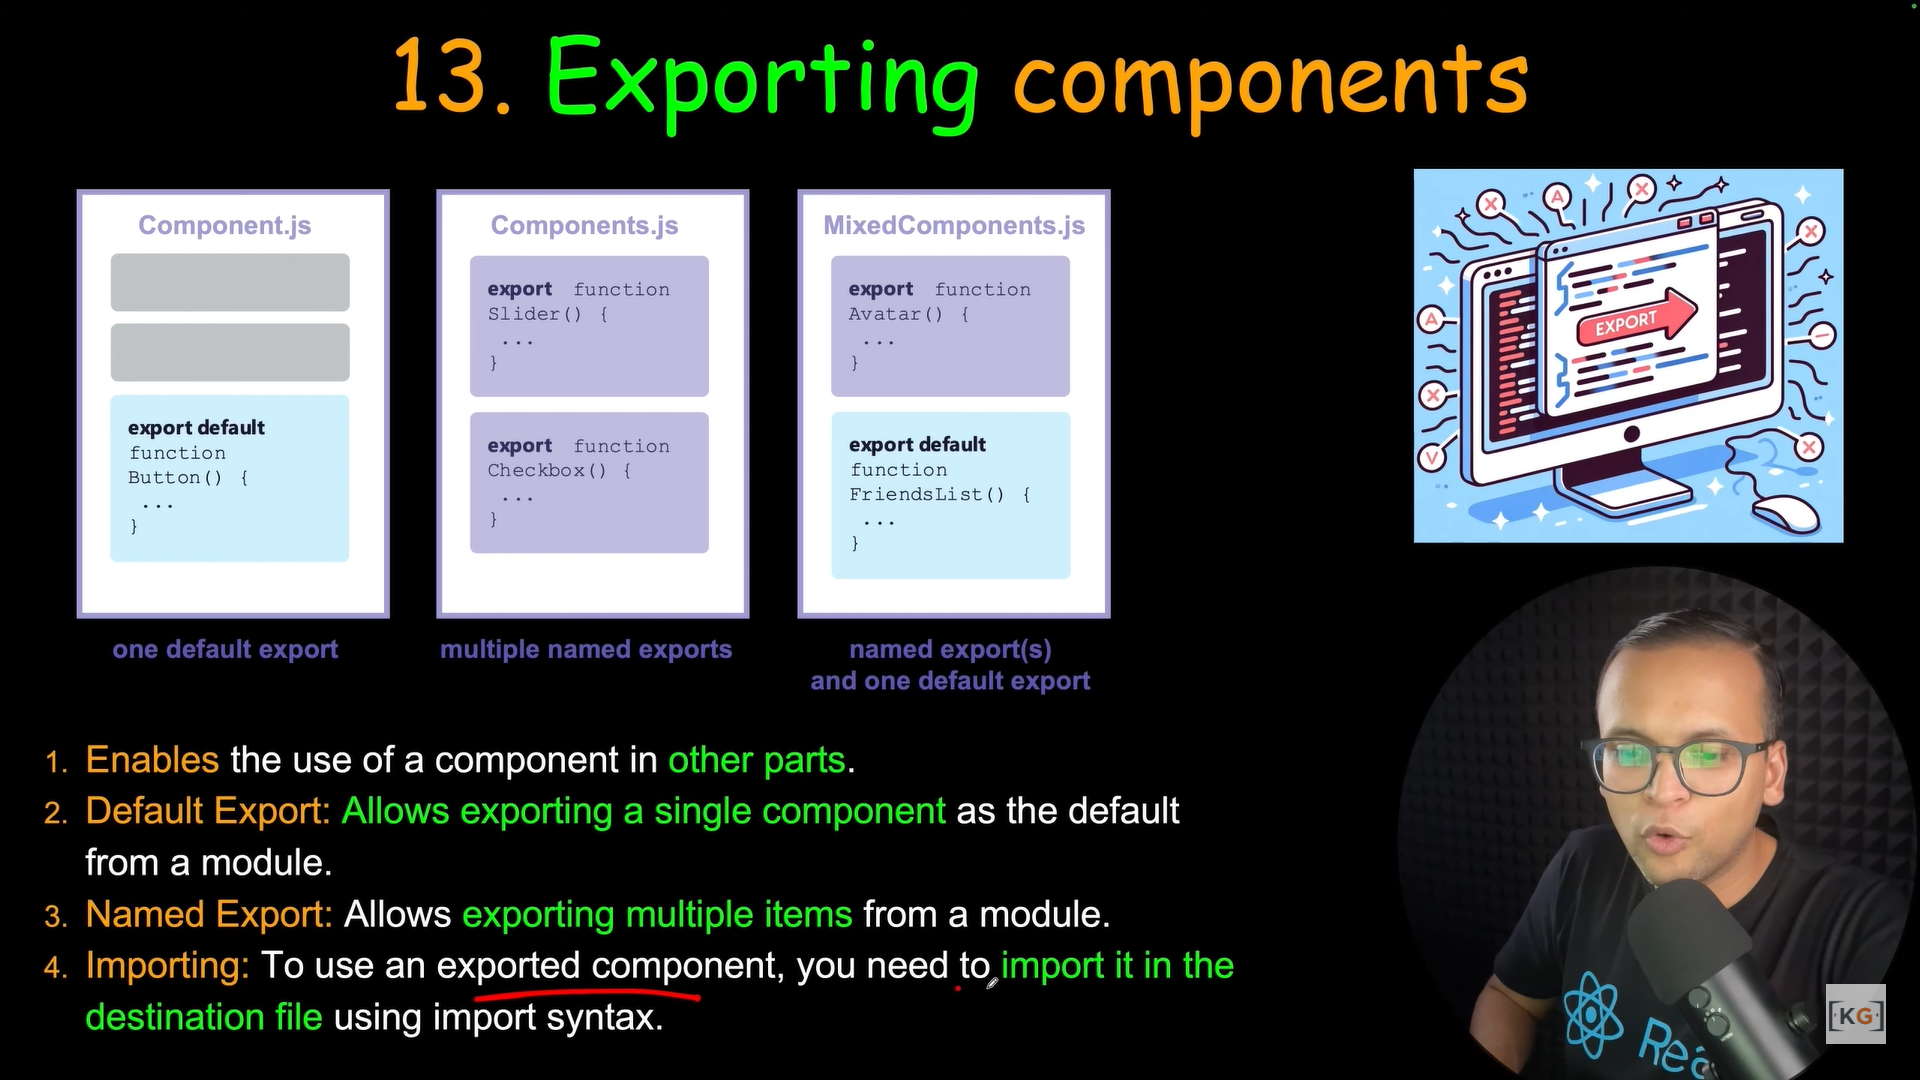 13. Exporting components
Component.js
export default
function
Button() {
...
}
one default export
Components.js
export function
Slider() {
...
}
export function
Checkbox() {
...
}
multiple named exports
MixedComponents.js
export function
Avatar() {
...
}
export default
function
FriendsList() {
...
}
named export(s)
and one default export
X
A
X
X
A
X
V
X
EXPORT
1. Enables the use of a component in other parts.
2. Default Export: Allows exporting a single component as the default
from a module.
3. Named Export: Allows exporting multiple items from a module.
4. Importing: To use an exported component, you need to import it in the
destination file using import syntax.
[KG]